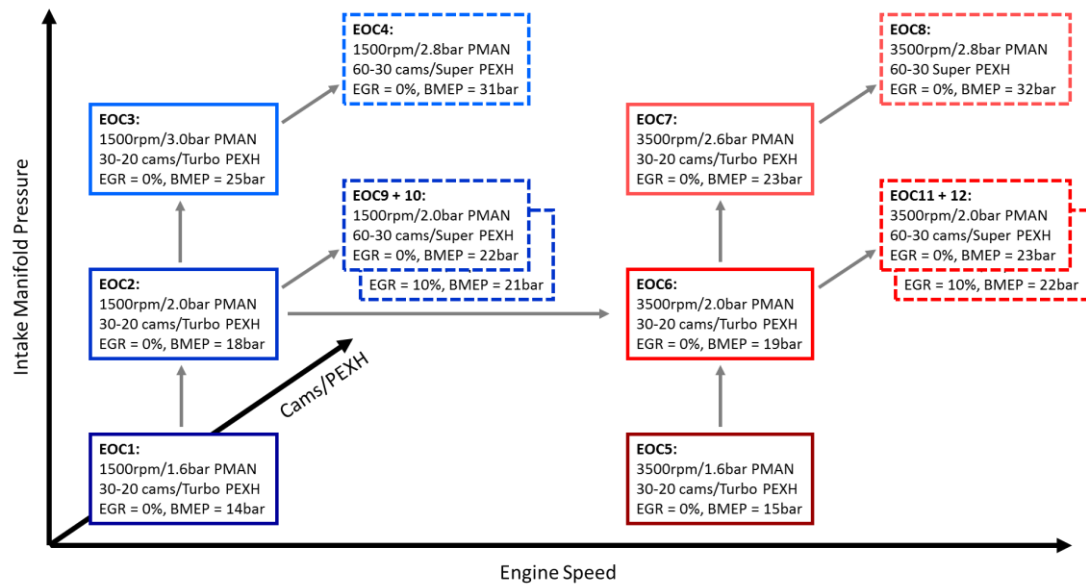 EOC4:
1500rpm/2.8bar PMAN
60-30 cams/Super PEXH
EGR = 0%, BMEP = 31bar
EOC8:
3500rpm/2.8bar PMAN
60-30 Super PEXH
EGR = 0%, BMEP = 32bar
EOC3:
1500rpm/3.0bar PMAN
30-20 cams/Turbo PEXH
EGR = 0%, BMEP = 25bar
EOC7:
3500rpm/2.6bar PMAN
30-20 cams/Turbo PEXH
EGR = 0%, BMEP = 23bar
EOC9 + 10:
1500rpm/2.0bar PMAN
60-30 cams/Super PEXH
EGR = 0%, BMEP = 22bar
EGR = 10%, BMEP = 21bar
EOC11 + 12:
3500rpm/2.0bar PMAN
60-30 cams/Super PEXH
EGR = 0%, BMEP = 23bar
EGR = 10%, BMEP = 22bar
EOC2:
1500rpm/2.0bar PMAN
30-20 cams/Turbo PEXH
EGR = 0%, BMEP = 18bar
EOC6:
3500rpm/2.0bar PMAN
30-20 cams/Turbo PEXH
EGR = 0%, BMEP = 19bar
EOC1:
1500rpm/1.6bar PMAN
30-20 cams/Turbo PEXH
EGR = 0%, BMEP = 14bar
EOC5:
3500rpm/1.6bar PMAN
30-20 cams/Turbo PEXH
EGR = 0%, BMEP = 15bar
Cams/PEXH
Intake Manifold Pressure
Engine Speed